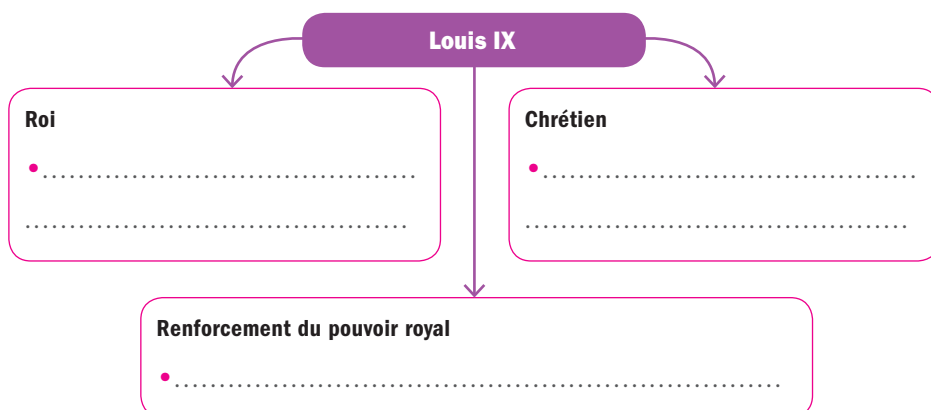 Louis IX
Roi
• ..........................................
...........................................
Chrétien
• ..........................................
...........................................
Renforcement du pouvoir royal
• ....................................................................